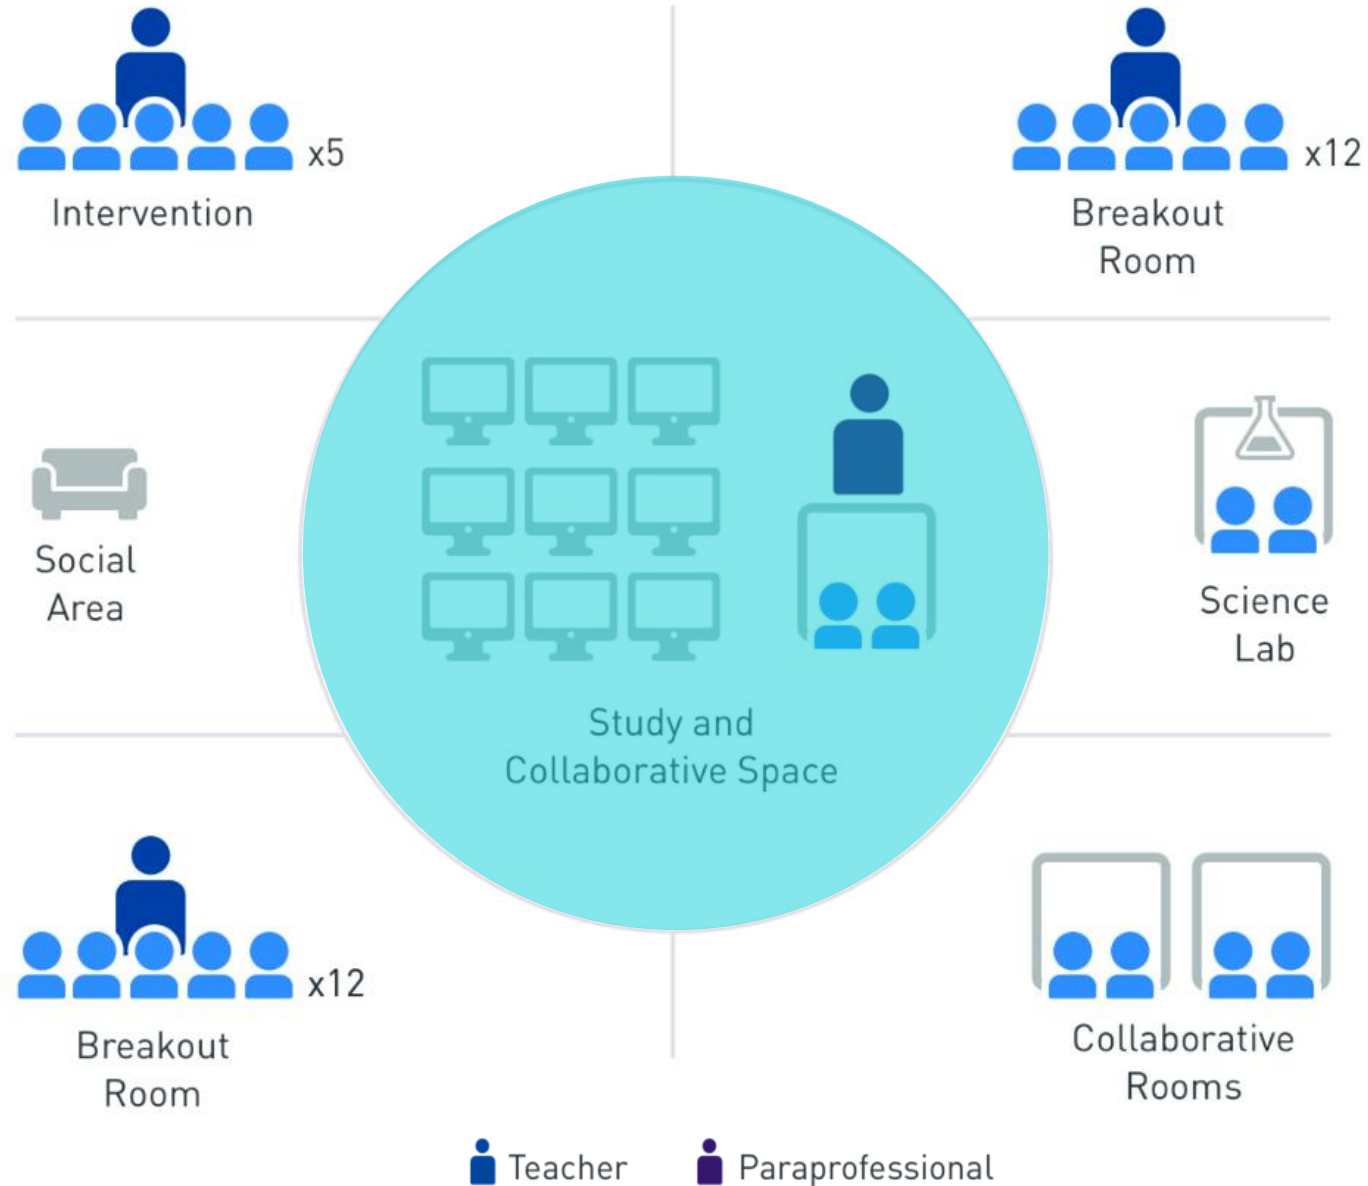 x5
Intervention
x12
Breakout
Room
Social
Area
Study and
Collaborative Space
Science
Lab
x12
Breakout
Room
Collaborative
Rooms
Teacher
Paraprofessional